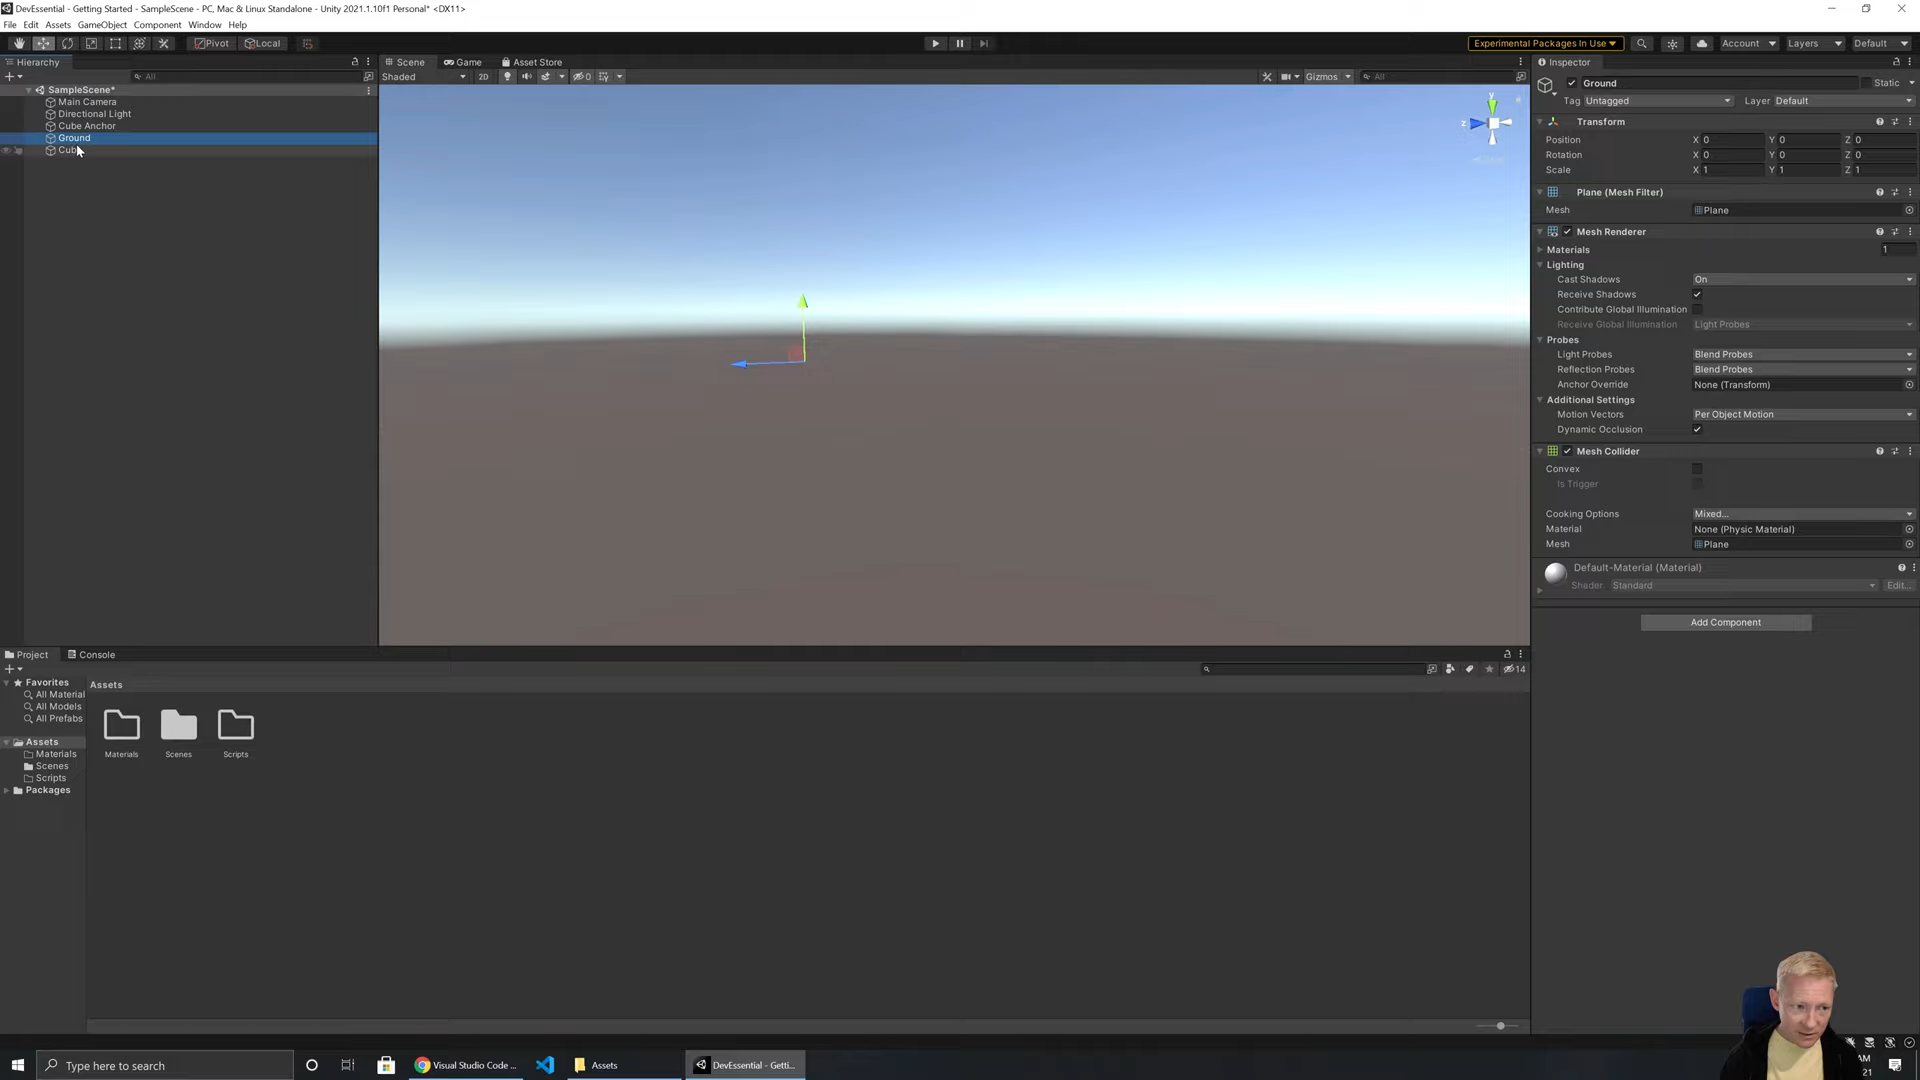 DevEssential - Getting Started - SampleScene - PC, Mac & Linux Standalone - Unity 2021.1.10f1 Personal* <DX11>
File Edit Assets GameObject Component Window Help
Pivot Local Experimental Packages In Use Account Layers Default
Hierarchy
All
SampleScene*
Main Camera
Directional Light
Cube Anchor
Ground
Scene Game Asset Store
Shaded 2D 0 Gizmos All
y
z
Inspector
Ground Static
Tag Untagged Layer Default
Transform
Position X 0 Y 0 Z 0
Rotation X 0 Y 0 Z 0
Scale X 1 Y 1 Z 1
Plane (Mesh Filter)
Mesh Plane
Mesh Renderer
Materials 1
Lighting
Cast Shadows On
Receive Shadows
Contribute Global Illumination
Receive Global Illumination Light Probes
Probes
Light Probes Blend Probes
Reflection Probes Blend Probes
Anchor Override None (Transform)
Additional Settings
Motion Vectors Per Object Motion
Dynamic Occlusion
Mesh Collider
Convex
Is Trigger
Cooking Options Mixed...
Material None (Physic Material)
Mesh Plane
Default-Material (Material)
Shader Standard Edit...
Add Component
Project Console
14
Favorites
All Material
All Models
All Prefabs
Assets
Materials
Scenes
Scripts
Packages
Assets
Materials Scenes Scripts
Type here to search Visual Studio Code ... Assets DevEssential - Getti...
AM
21